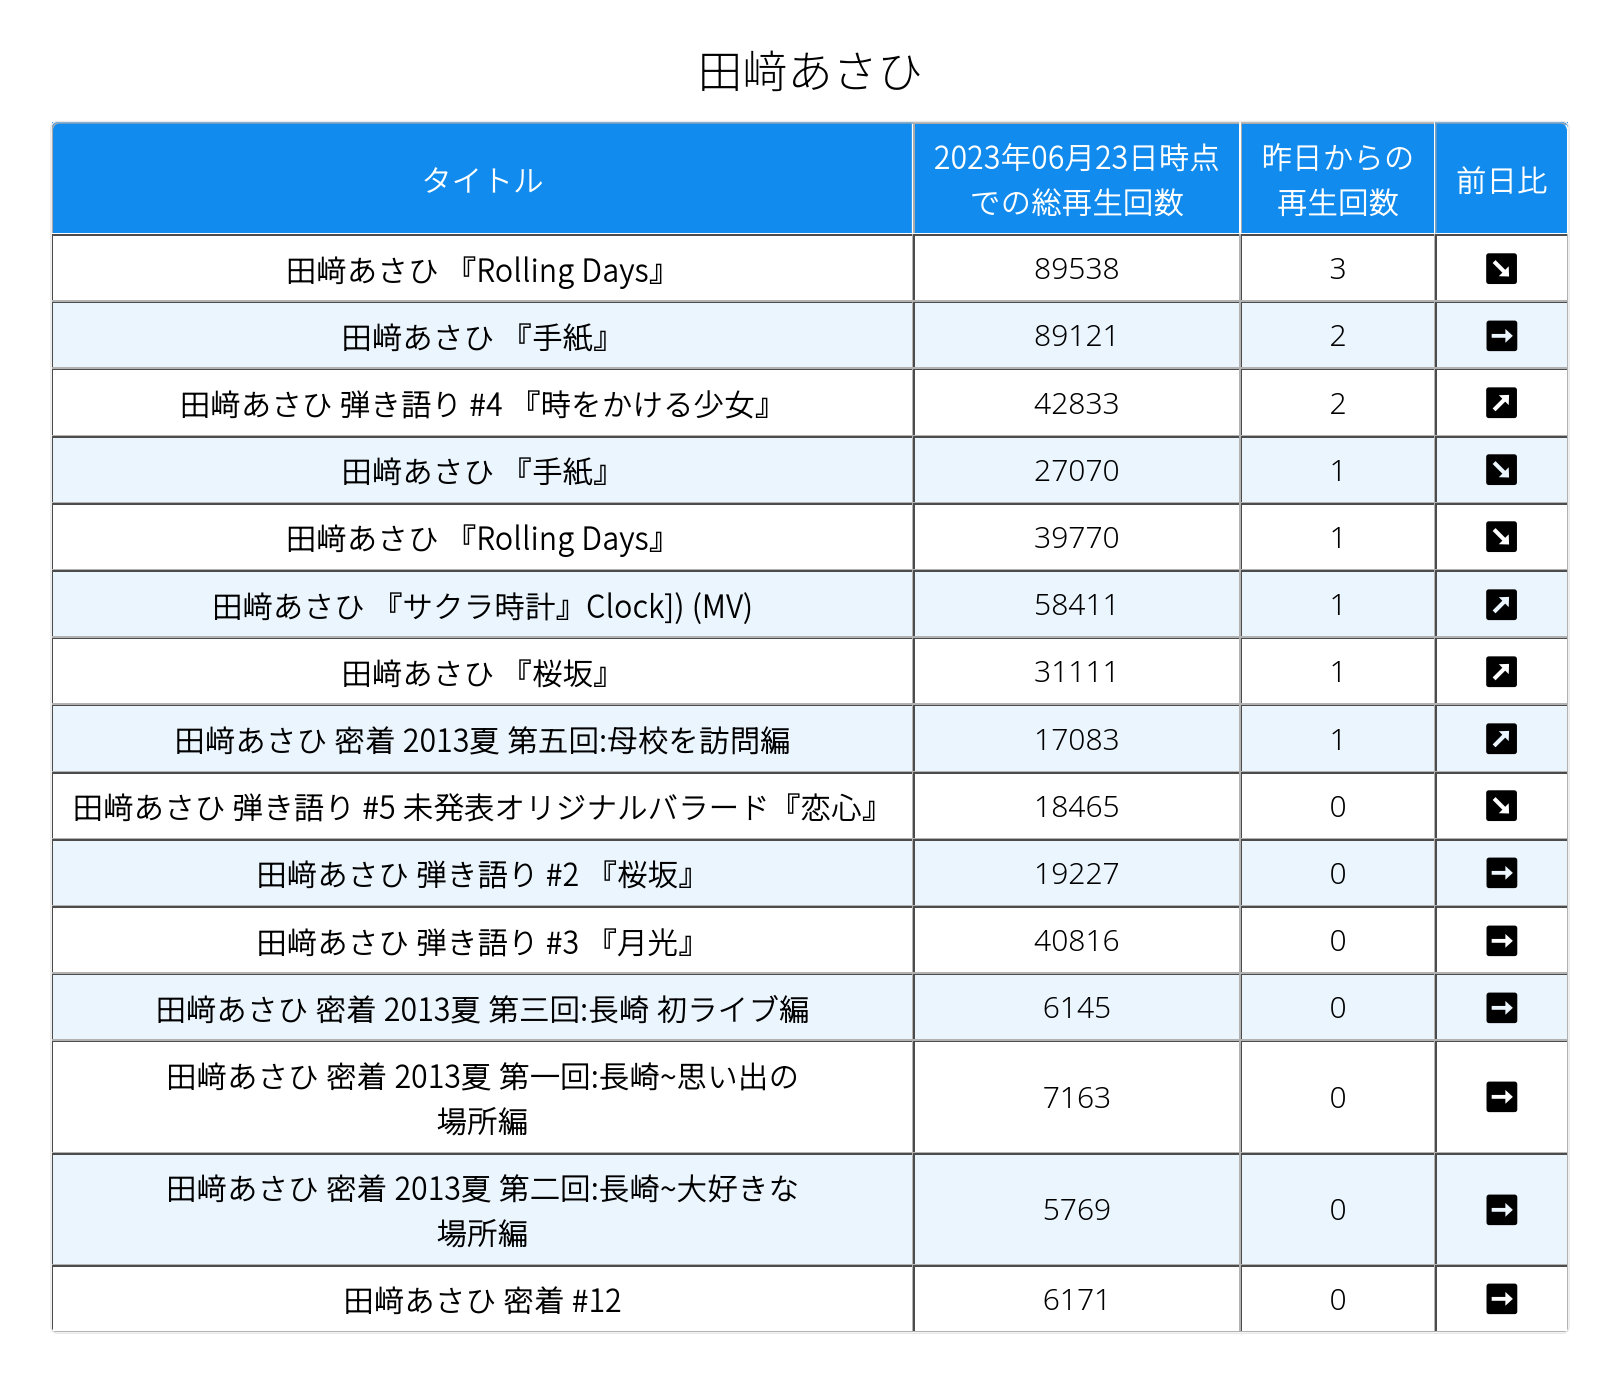 田﨑あさひ
タイトル
2023年06月23日時点
での総再生回数
昨日からの
再生回数
前日比
田﨑あさひ 『Rolling Days』 89538 3
田﨑あさひ 『手紙』 89121 2
田﨑あさひ 弾き語り #4 『時をかける少女』 42833 2
田﨑あさひ 『手紙』 27070 1
田﨑あさひ 『Rolling Days』 39770 1
田﨑あさひ 『サクラ時計』Clock]) (MV) 58411 1
田﨑あさひ 『桜坂』 31111 1
田﨑あさひ 密着 2013夏 第五回:母校を訪問編 17083 1
田﨑あさひ 弾き語り #5 未発表オリジナルバラード『恋心』 18465 0
田﨑あさひ 弾き語り #2 『桜坂』 19227 0
田﨑あさひ 弾き語り #3 『月光』 40816 0
田﨑あさひ 密着 2013夏 第三回:長崎 初ライブ編 6145 0
田﨑あさひ 密着 2013夏 第一回:長崎~思い出の
場所編 7163 0
田﨑あさひ 密着 2013夏 第二回:長崎~大好きな
場所編 5769 0
田﨑あさひ 密着 #12 6171 0